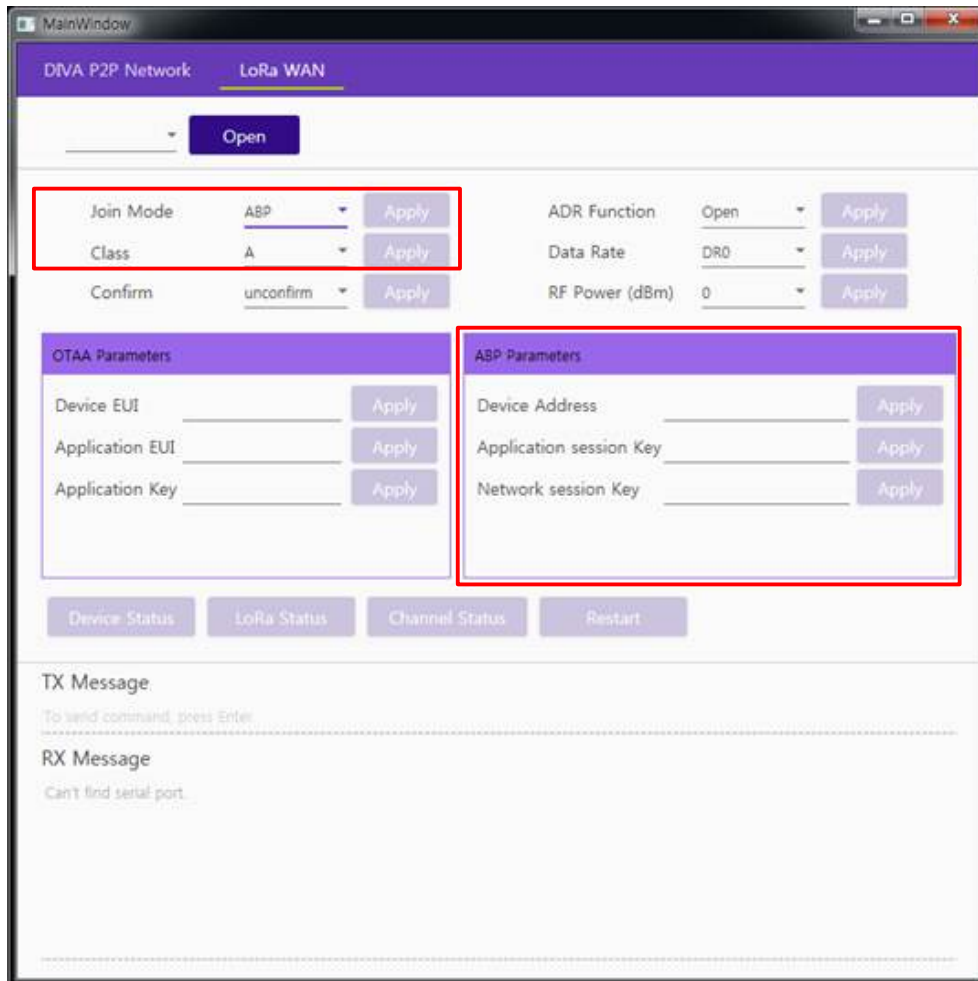 MainWindow
DIVA P2P Network LoRa WAN
Open
Join Mode ABP Apply ADR Function Open Apply
Class A Apply Data Rate DR0 Apply
Confirm unconfirm Apply RF Power (dBm) 0 Apply
OTAA Parameters ABP Parameters
Device EUI Apply Device Address Apply
Application EUI Apply Application session Key Apply
Application Key Apply Network session Key Apply
Device Status LoRa Status Channel Status Restart
TX Message
To send command, press Enter
RX Message
Can't find serial port.